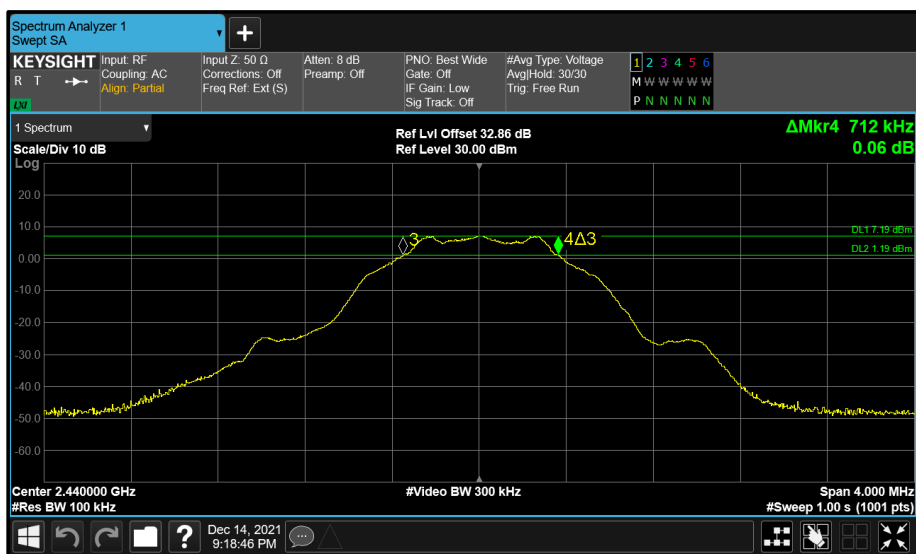 Spectrum Analyzer 1
Swept SA
KEYSIGHT
R T
LXI
Input: RF
Coupling: AC
Align: Partial
Input Z: 50 Ω
Corrections: Off
Freq Ref: Ext (S)
Atten: 8 dB
Preamp: Off
PNO: Best Wide
Gate: Off
IF Gain: Low
Sig Track: Off
#Avg Type: Voltage
Avg|Hold: 30/30
Trig: Free Run
1 2 3 4 5 6
M W W W W W
P N N N N N
1 Spectrum
Scale/Div 10 dB
Log
Ref Lvl Offset 32.86 dB
Ref Level 30.00 dBm
ΔMkr4 712 kHz
0.06 dB
20.0
10.0
0.00
-10.0
-20.0
-30.0
-40.0
-50.0
-60.0
3
4Δ3
DL1 7.19 dBm
DL2 1.19 dBm
Center 2.440000 GHz
#Res BW 100 kHz
#Video BW 300 kHz
Span 4.000 MHz
#Sweep 1.00 s (1001 pts)
?
Dec 14, 2021
9:18:46 PM